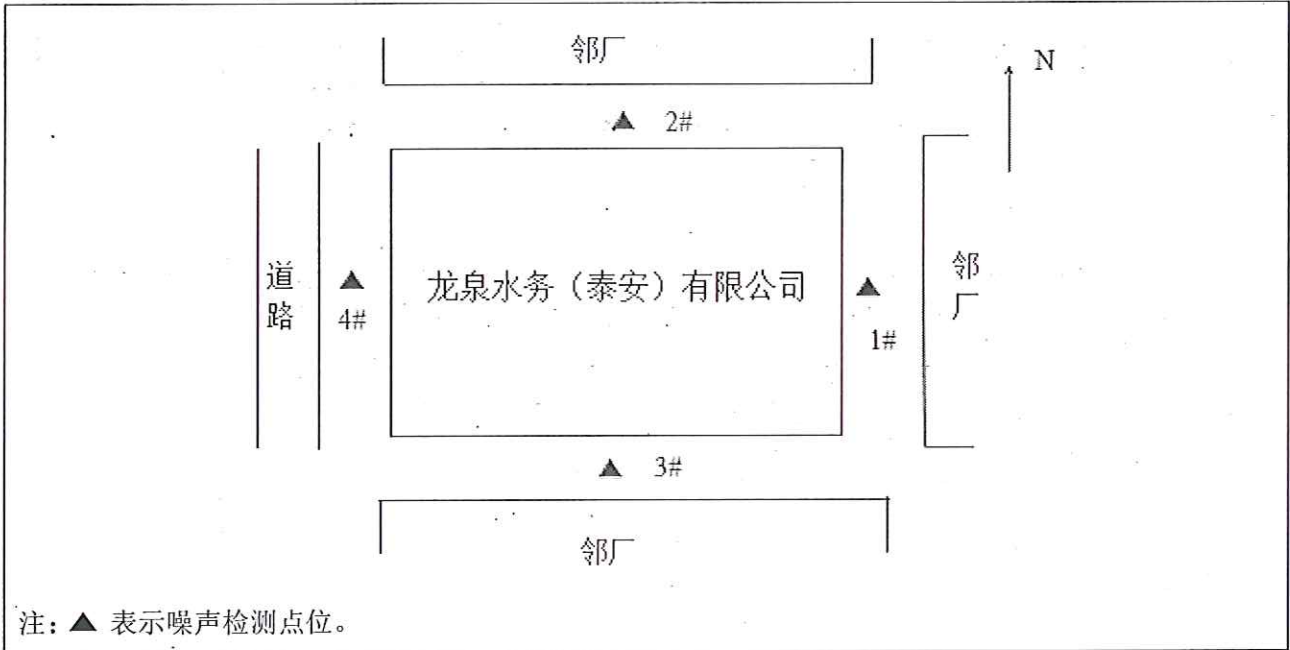 邻厂
N
▲ 2#
道路
▲
4#
龙泉水务（泰安）有限公司
▲
1#
邻厂
▲ 3#
邻厂
注：▲ 表示噪声检测点位。